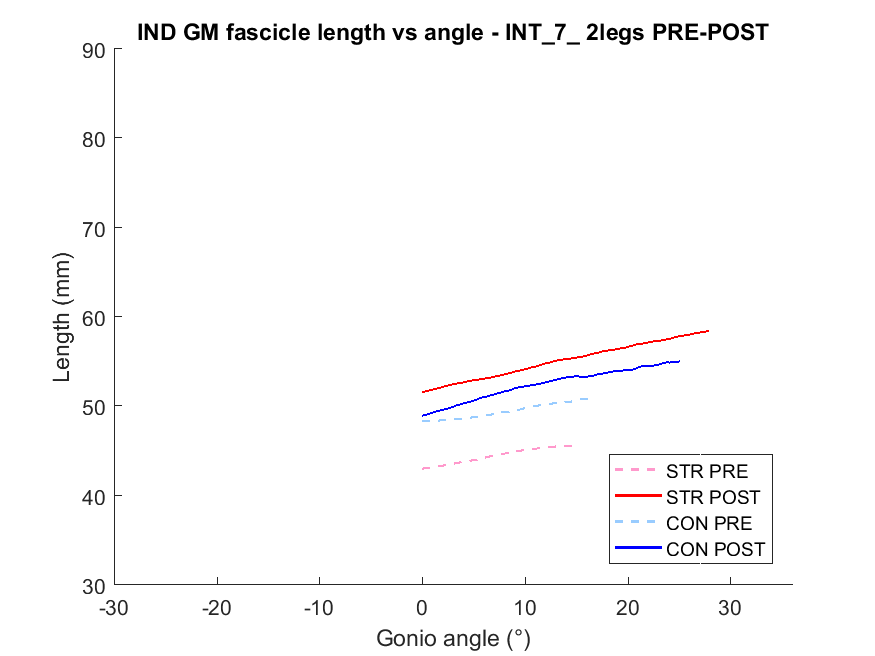 IND GM fascicle length vs angle - INT_7_ 2legs PRE-POST
90
80
70
60
50
40
30
Length (mm)
-30
-20
-10
0
10
20
30
Gonio angle (°)
STR PRE
STR POST
CON PRE
CON POST